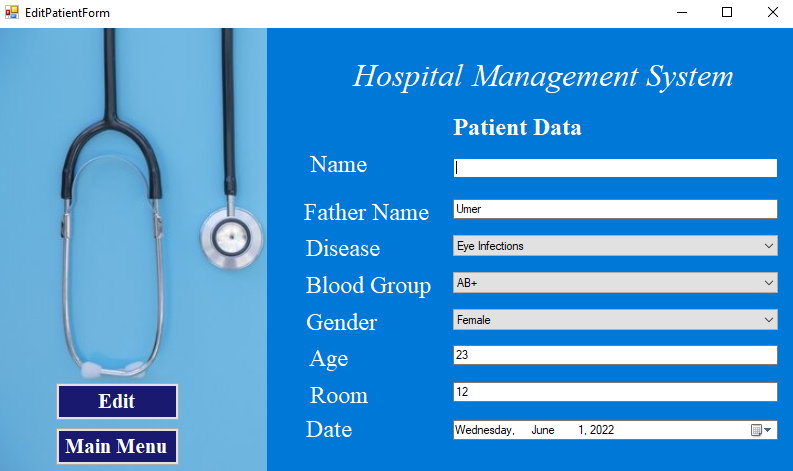 EditPatientForm
Hospital Management System
Patient Data
Name
Father Name Umer
Disease Eye Infections
Blood Group AB+
Gender Female
Age 23
Room 12
Date Wednesday, June 1, 2022
Edit
Main Menu